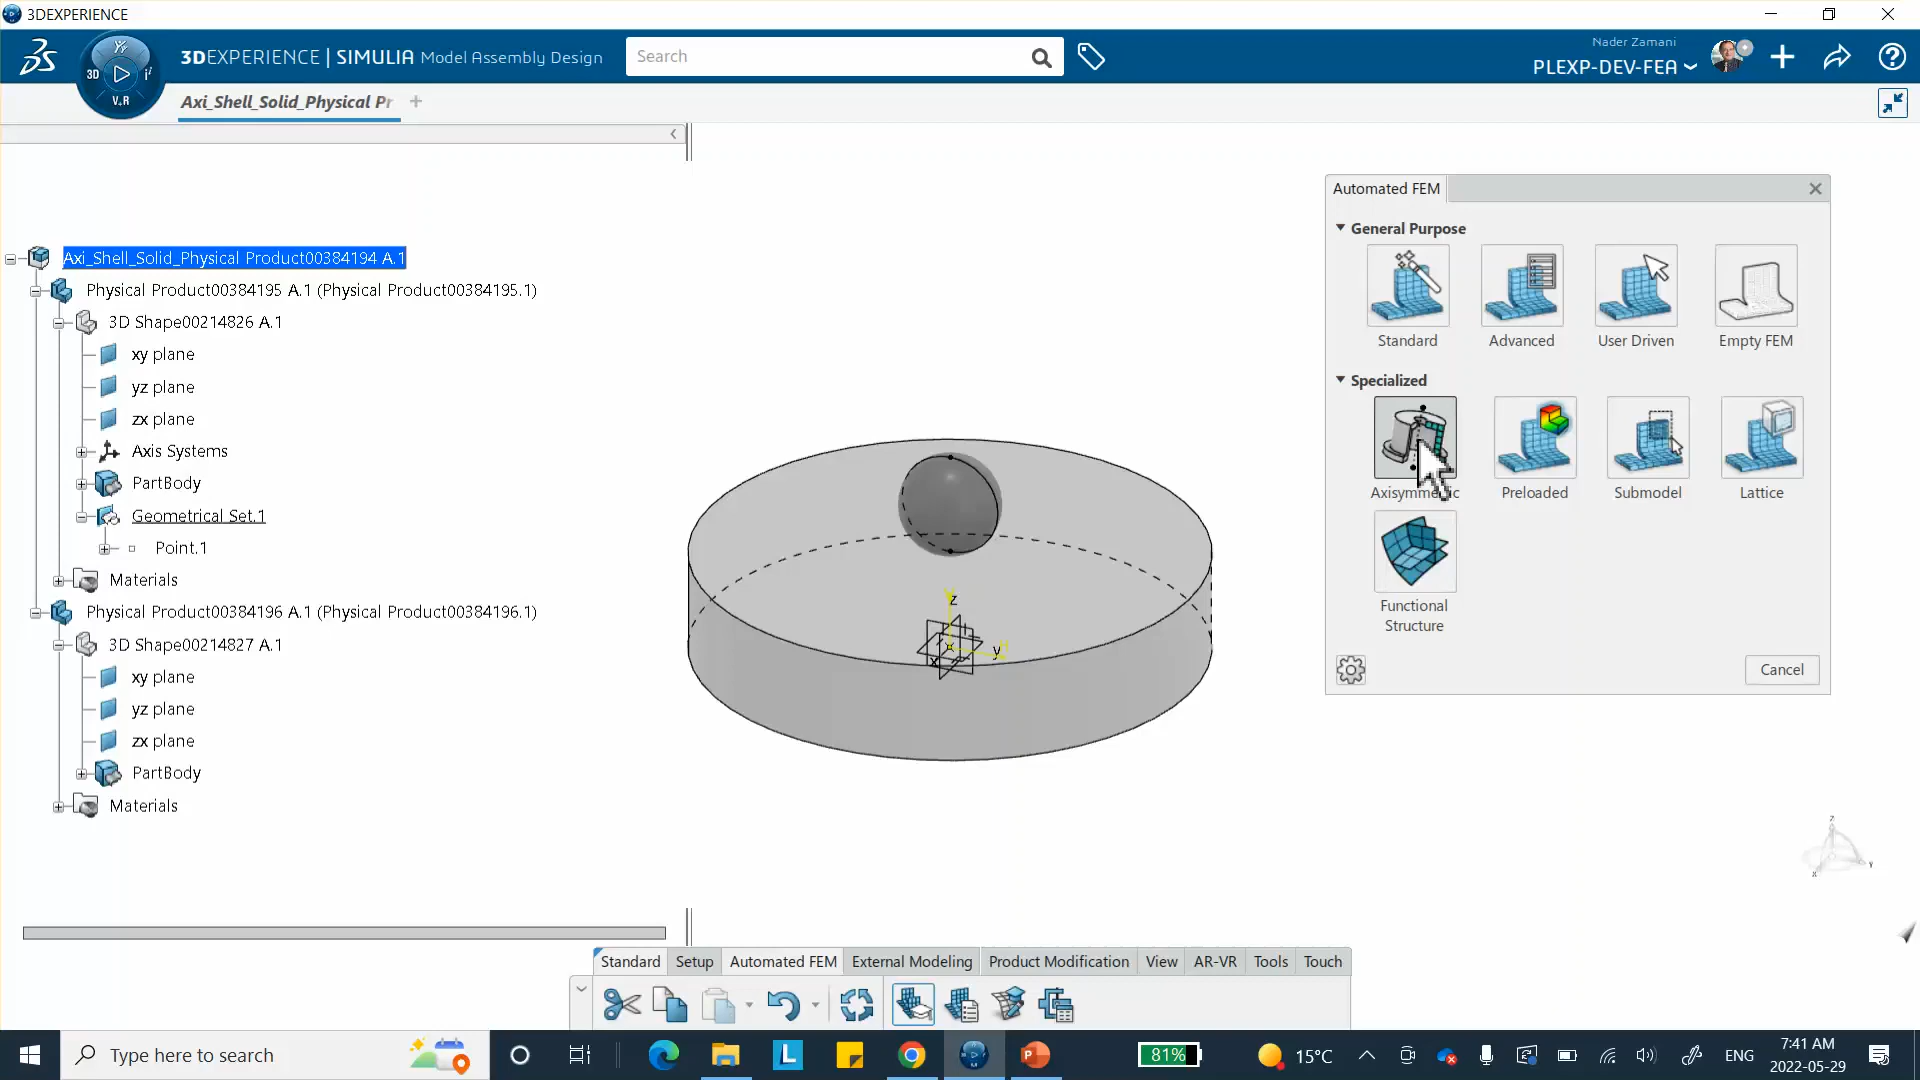 3DEXPERIENCE
3DEXPERIENCE | SIMULIA Model Assembly Design
Search
Nader Zamani
PLEXP-DEV-FEA
3D
V.R
Axi_Shell_Solid_Physical Pr
Axi_Shell_Solid_Physical Product00384194 A.1
Physical Product00384195 A.1 (Physical Product00384195.1)
3D Shape00214826 A.1
xy plane
yz plane
zx plane
Axis Systems
PartBody
Geometrical Set.1
Point.1
Materials
Physical Product00384196 A.1 (Physical Product00384196.1)
3D Shape00214827 A.1
xy plane
yz plane
zx plane
PartBody
Materials
z
y
x
Automated FEM
General Purpose
Standard
Advanced
User Driven
Empty FEM
Specialized
Preloaded
Submodel
Lattice
Functional
Structure
Cancel
z
Y
X
Standard
Setup
Automated FEM
External Modeling
Product Modification
View
AR-VR
Tools
Touch
Type here to search
81%
15°C
ENG
7:41 AM
2022-05-29